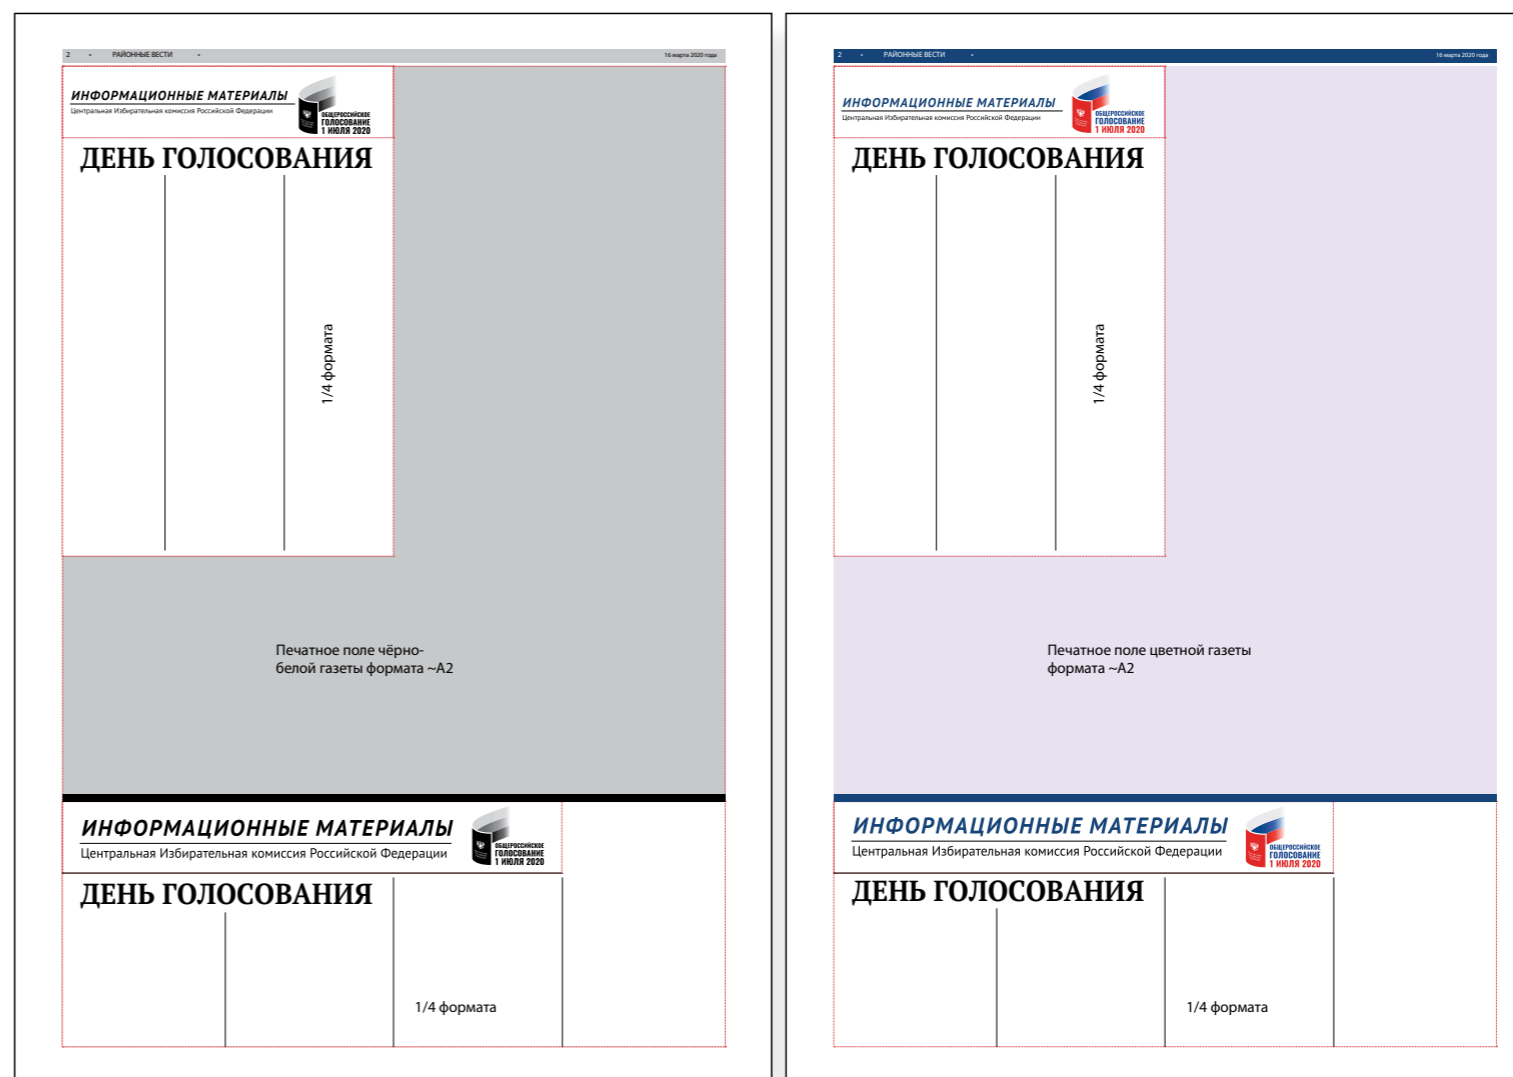 2 • РАЙОННЫЕ ВЕСТИ • 16 марта 2020 года
ИНФОРМАЦИОННЫЕ МАТЕРИАЛЫ
Центральная Избирательная комиссия Российской Федерации
ОБЩЕРОССИЙСКОЕ
ГОЛОСОВАНИЕ
1 ИЮЛЯ 2020
ДЕНЬ ГОЛОСОВАНИЯ
1/4 формата
Печатное поле чёрно-
белой газеты формата ~А2
ИНФОРМАЦИОННЫЕ МАТЕРИАЛЫ
Центральная Избирательная комиссия Российской Федерации
ОБЩЕРОССИЙСКОЕ
ГОЛОСОВАНИЕ
1 ИЮЛЯ 2020
ДЕНЬ ГОЛОСОВАНИЯ
1/4 формата
2 • РАЙОННЫЕ ВЕСТИ • 16 марта 2020 года
ИНФОРМАЦИОННЫЕ МАТЕРИАЛЫ
Центральная Избирательная комиссия Российской Федерации
ОБЩЕРОССИЙСКОЕ
ГОЛОСОВАНИЕ
1 ИЮЛЯ 2020
ДЕНЬ ГОЛОСОВАНИЯ
1/4 формата
Печатное поле цветной газеты
формата ~А2
ИНФОРМАЦИОННЫЕ МАТЕРИАЛЫ
Центральная Избирательная комиссия Российской Федерации
ОБЩЕРОССИЙСКОЕ
ГОЛОСОВАНИЕ
1 ИЮЛЯ 2020
ДЕНЬ ГОЛОСОВАНИЯ
1/4 формата